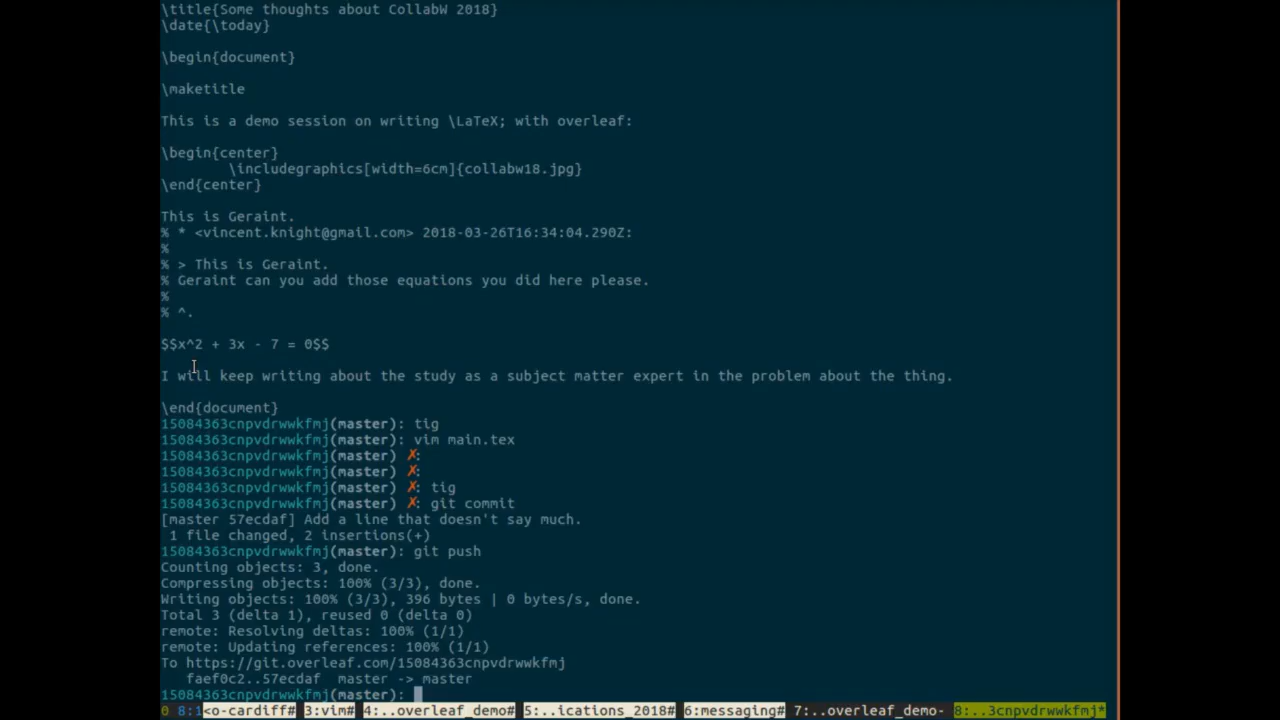 \title{Some thoughts about CollabW 2018}
\date{\today}
\begin{document}
\maketitle
This is a demo session on writing \LaTeX; with overleaf:
\begin{center}
\includegraphics[width=6cm]{collabw18.jpg}
\end{center}
This is Geraint.
% * <vincent.knight@gmail.com> 2018-03-26T16:34:04.290Z:
%
% > This is Geraint.
% Geraint can you add those equations you did here please.
%
% ^.
$$x^2 + 3x - 7 = 0$$
I will keep writing about the study as a subject matter expert in the problem about the thing.
\end{document}
15084363cnpvdrwwkfmj(master): tig
15084363cnpvdrwwkfmj(master): vim main.tex
15084363cnpvdrwwkfmj(master) ✗:
15084363cnpvdrwwkfmj(master) ✗:
15084363cnpvdrwwkfmj(master) ✗: tig
15084363cnpvdrwwkfmj(master) ✗: git commit
[master 57ecdaf] Add a line that doesn't say much.
1 file changed, 2 insertions(+)
15084363cnpvdrwwkfmj(master): git push
Counting objects: 3, done.
Compressing objects: 100% (3/3), done.
Writing objects: 100% (3/3), 396 bytes | 0 bytes/s, done.
Total 3 (delta 1), reused 0 (delta 0)
remote: Resolving deltas: 100% (1/1)
remote: Updating references: 100% (1/1)
To https://git.overleaf.com/15084363cnpvdrwwkfmj
faef0c2..57ecdaf master -> master
15084363cnpvdrwwkfmj(master):
0 8:1<o-cardiff# 3:vim# 4:..overleaf_demo# 5:..ications_2018# 6:messaging# 7:..overleaf_demo- 8:..3cnpvdrwwkfmj*